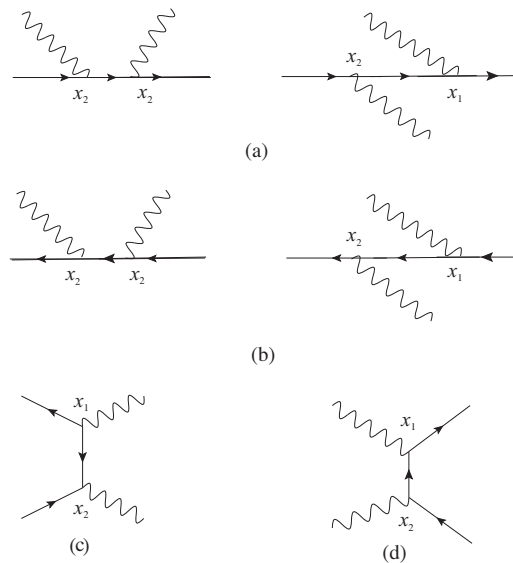 x₂ x₂ x₂ x₁
(a)
x₂ x₂ x₂ x₁
(b)
x₁ x₂
(c)
x₁ x₂
(d)